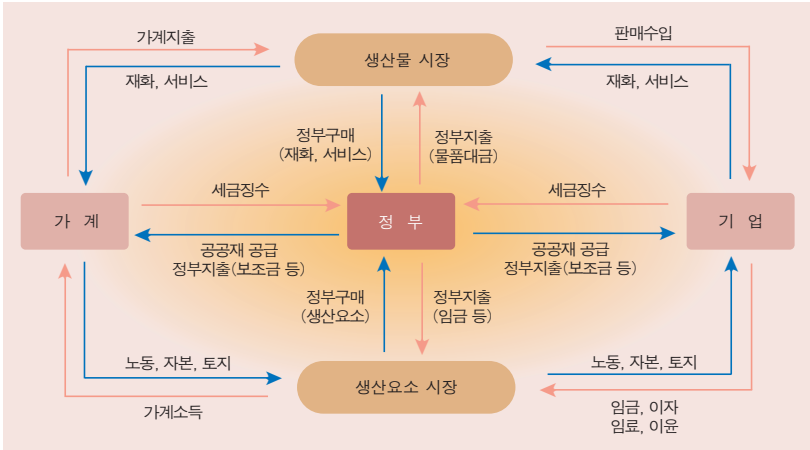 가계지출
판매수입
생산물 시장
재화, 서비스
재화, 서비스
정부구매
(재화, 서비스)
정부지출
(물품대금)
세금징수
세금징수
가 계
정 부
기 업
공공재 공급
정부지출(보조금 등)
공공재 공급
정부지출(보조금 등)
정부구매
(생산요소)
정부지출
(임금 등)
노동, 자본, 토지
노동, 자본, 토지
생산요소 시장
가계소득
임금, 이자
임료, 이윤